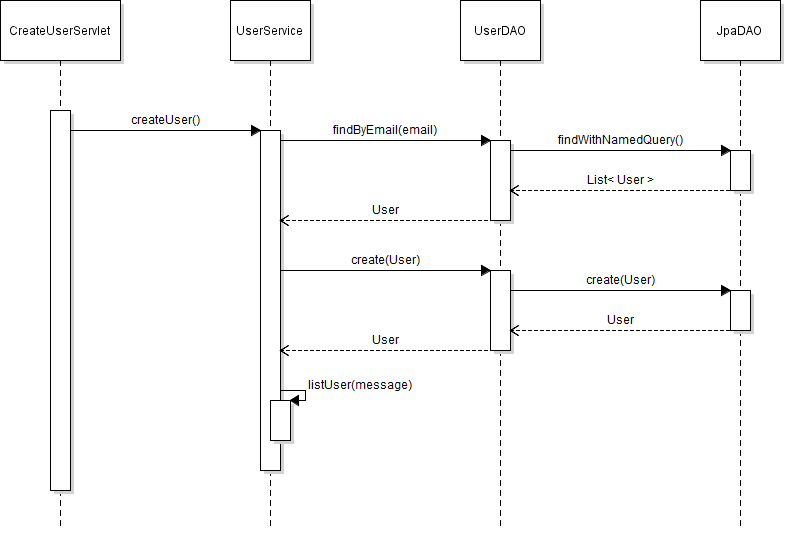 CreateUserServlet
UserService
UserDAO
JpaDAO
createUser()
findByEmail(email)
findWithNamedQuery()
List< User >
User
create(User)
create(User)
User
User
listUser(message)